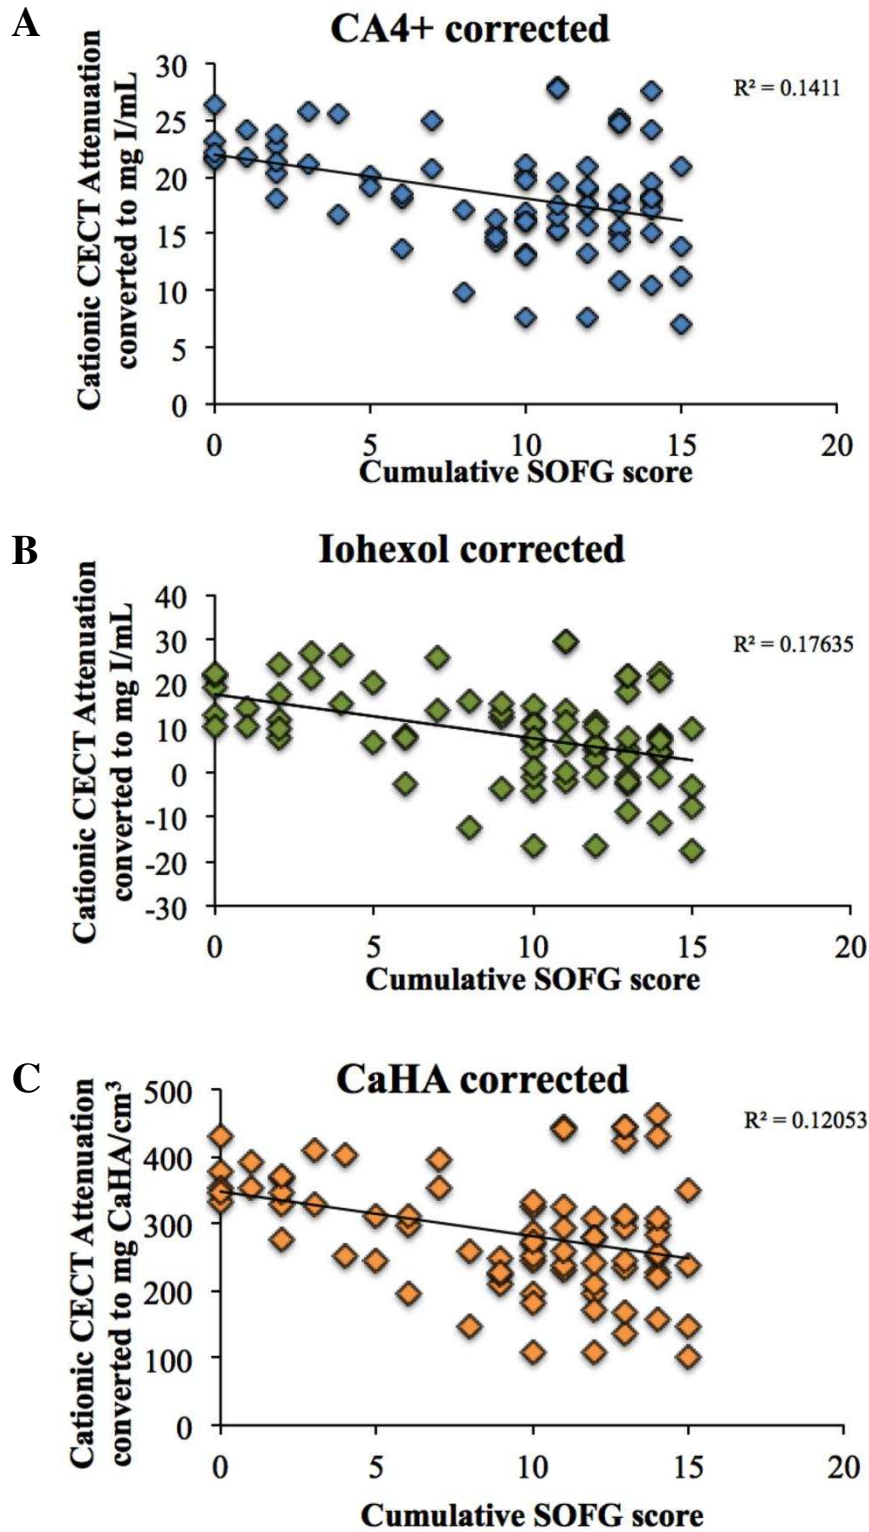 A
CA4+ corrected
Cationic CECT Attenuation
converted to mg I/mL
R² = 0.1411
30
25
20
15
10
5
0
0 5 10 15 20
Cumulative SOFG score
B
Iohexol corrected
Cationic CECT Attenuation
converted to mg I/mL
R² = 0.17635
40
30
20
10
0
-10
-20
-30
0 5 10 15 20
Cumulative SOFG score
C
CaHA corrected
Cationic CECT Attenuation
converted to mg CaHA/cm³
R² = 0.12053
500
400
300
200
100
0
0 5 10 15 20
Cumulative SOFG score